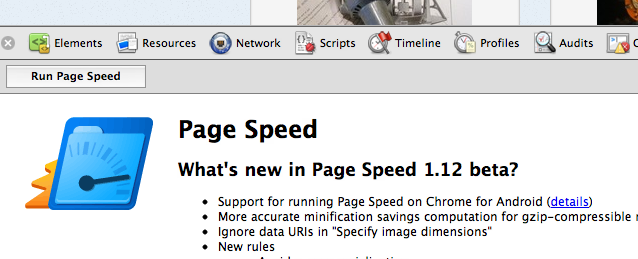 Elements Resources Network Scripts Timeline Profiles Audits
Run Page Speed
Page Speed
What's new in Page Speed 1.12 beta?
• Support for running Page Speed on Chrome for Android (details)
• More accurate minification savings computation for gzip-compressible
• Ignore data URIs in "Specify image dimensions"
• New rules